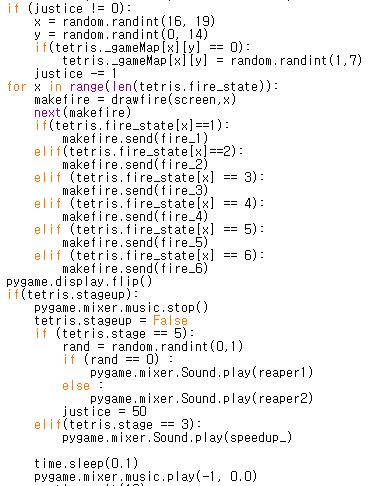 if (justice != 0):
x = random.randint(16, 19)
y = random.randint(0, 14)
if(tetris._gameMap[x][y] == 0):
tetris._gameMap[x][y] = random.randint(1,7)
justice -= 1
for x in range(len(tetris.fire_state)):
makefire = drawfire(screen,x)
next(makefire)
if(tetris.fire_state[x]==1):
makefire.send(fire_1)
elif(tetris.fire_state[x]==2):
makefire.send(fire_2)
elif (tetris.fire_state[x] == 3):
makefire.send(fire_3)
elif (tetris.fire_state[x] == 4):
makefire.send(fire_4)
elif (tetris.fire_state[x] == 5):
makefire.send(fire_5)
elif (tetris.fire_state[x] == 6):
makefire.send(fire_6)
pygame.display.flip()
if(tetris.stageup):
pygame.mixer.music.stop()
tetris.stageup = False
if (tetris.stage == 5):
rand = random.randint(0,1)
if (rand == 0) :
pygame.mixer.Sound.play(reaper1)
else :
pygame.mixer.Sound.play(reaper2)
justice = 50
elif(tetris.stage == 3):
pygame.mixer.Sound.play(speedup_)
time.sleep(0.1)
pygame.mixer.music.play(-1, 0.0)